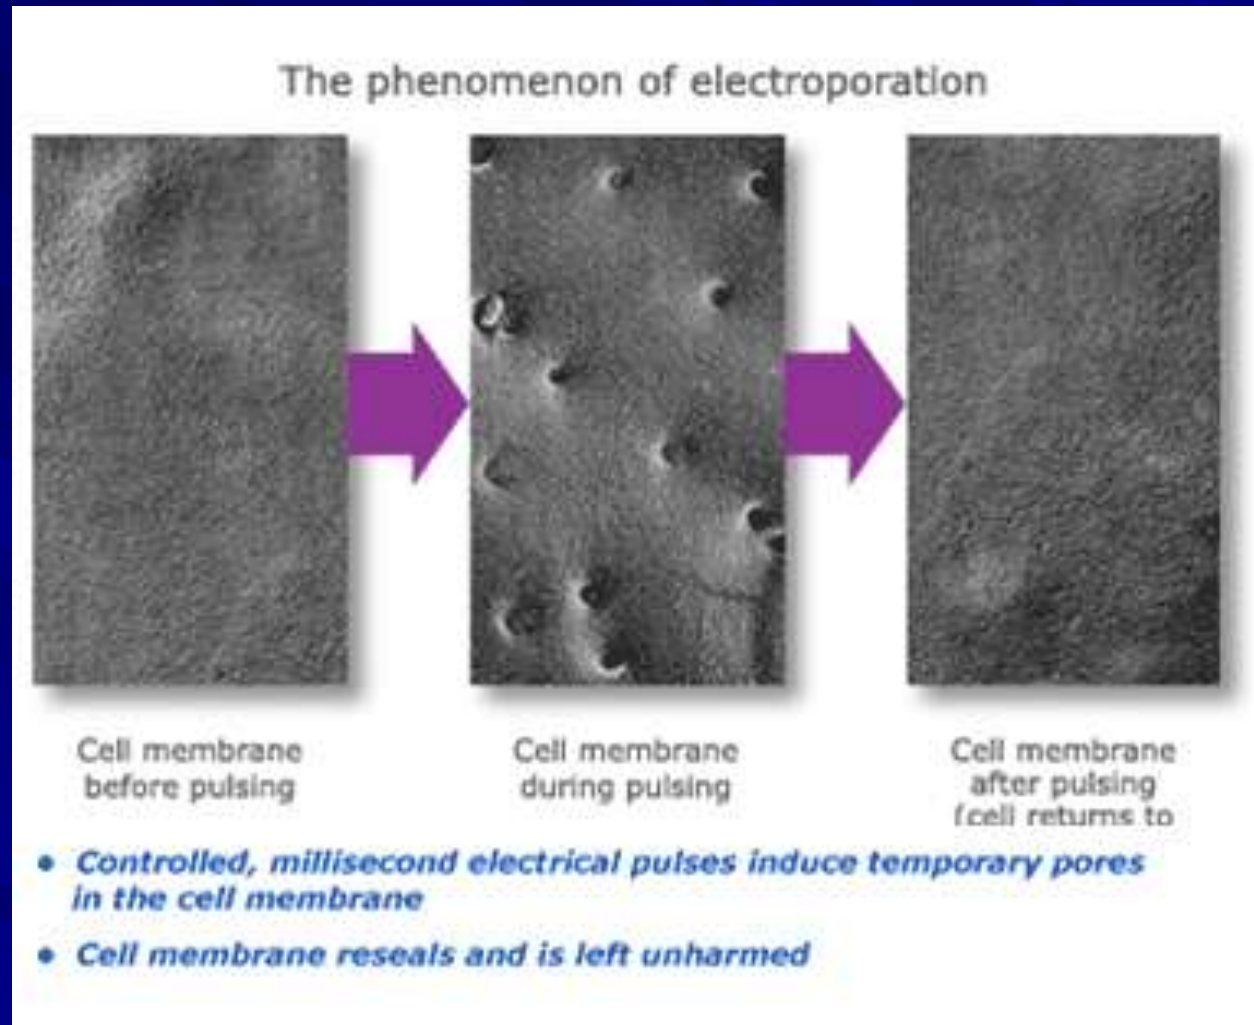 The phenomenon of electroporation
Cell membrane
before pulsing
Cell membrane
during pulsing
Cell membrane
after pulsing
(cell returns to
• Controlled, millisecond electrical pulses induce temporary pores
in the cell membrane
• Cell membrane reseals and is left unharmed